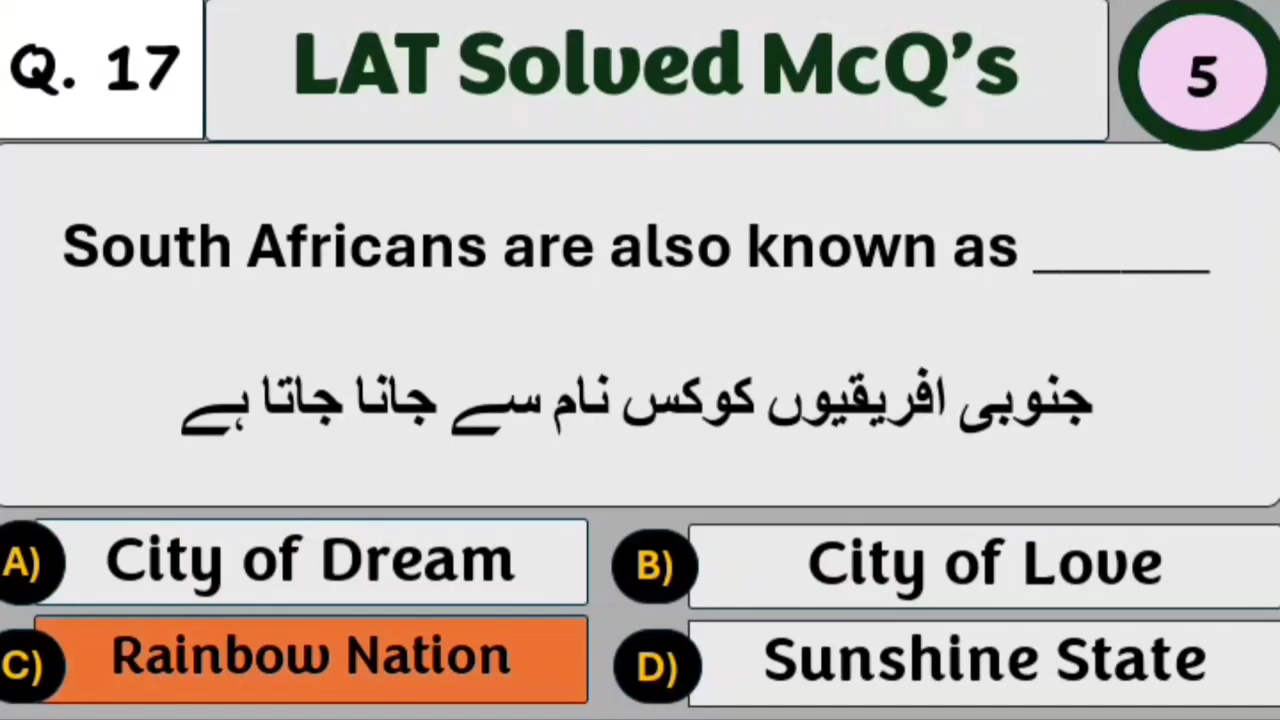 Q. 17
LAT Solved McQ's
5
South Africans are also known as ______
جنوبی افریقیوں کوکس نام سے جانا جاتا ہے
A) City of Dream
B) City of Love
C) Rainbow Nation
D) Sunshine State